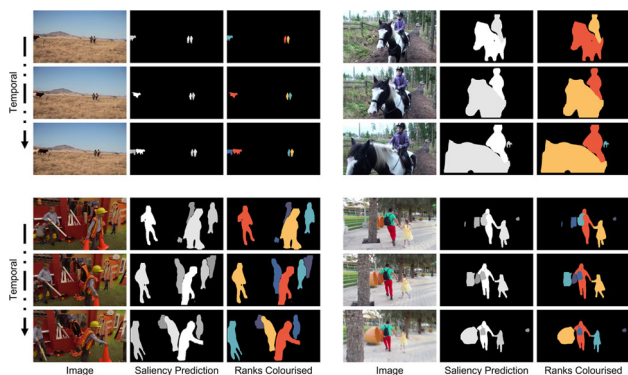 Temporal
Temporal
Image
Saliency Prediction
Ranks Colourised
Image
Saliency Prediction
Ranks Colourised